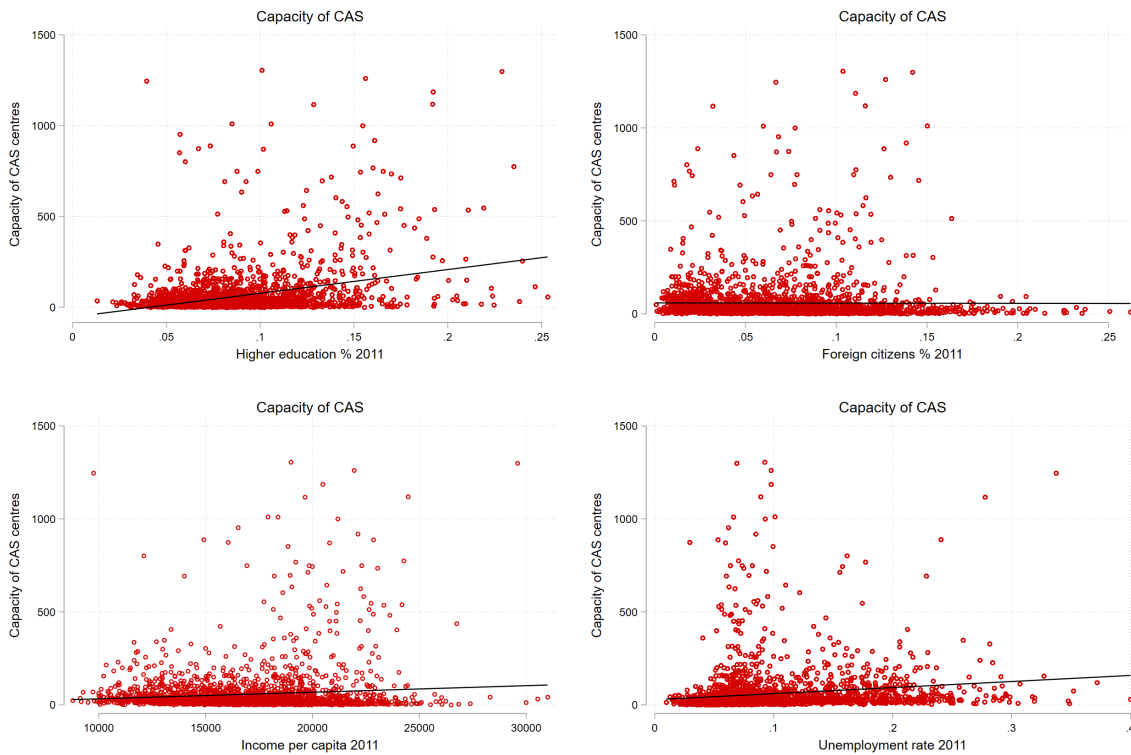 Capacity of CAS
Capacity of CAS centres
1500
1000
500
0
0 .05 .1 .15 .2 .25
Higher education % 2011
Capacity of CAS
Capacity of CAS centres
1500
1000
500
0
0 .05 .1 .15 .2 .25
Foreign citizens % 2011
Capacity of CAS
Capacity of CAS centres
1500
1000
500
0
10000 15000 20000 25000 30000
Income per capita 2011
Capacity of CAS
Capacity of CAS centres
1500
1000
500
0
0 .1 .2 .3 .4
Unemployment rate 2011